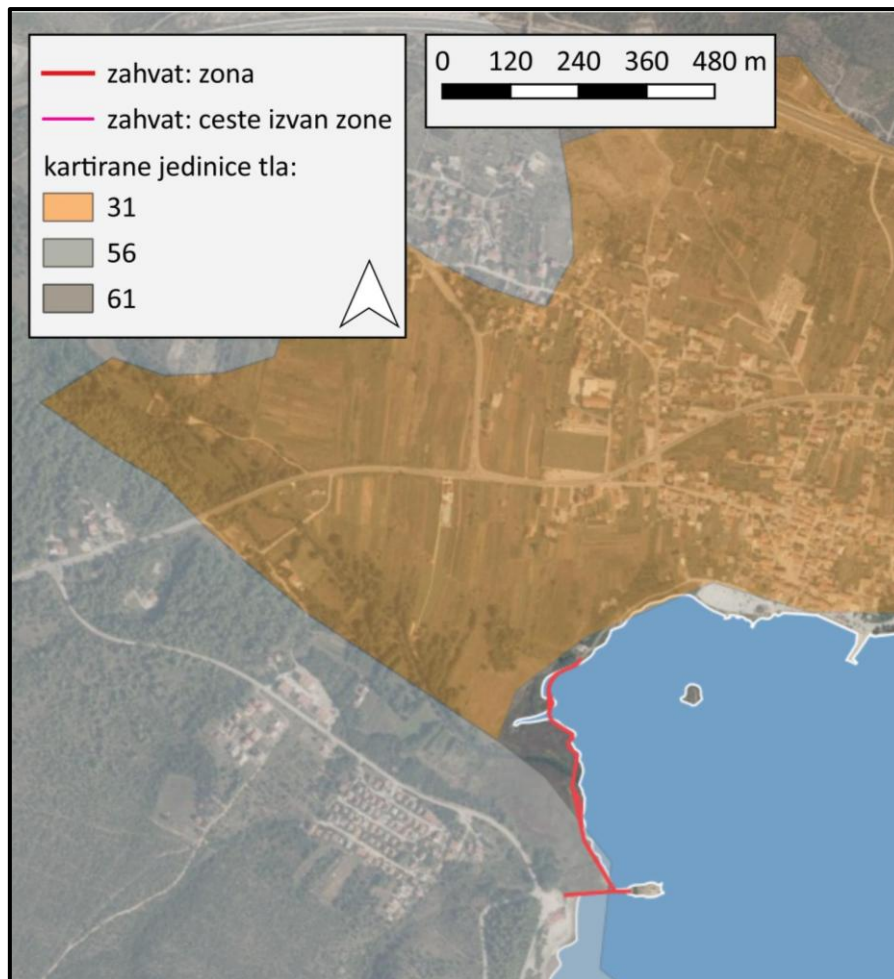 zahvat: zona
zahvat: ceste izvan zone
kartirane jedinice tla:
31
56
61
0 120 240 360 480 m